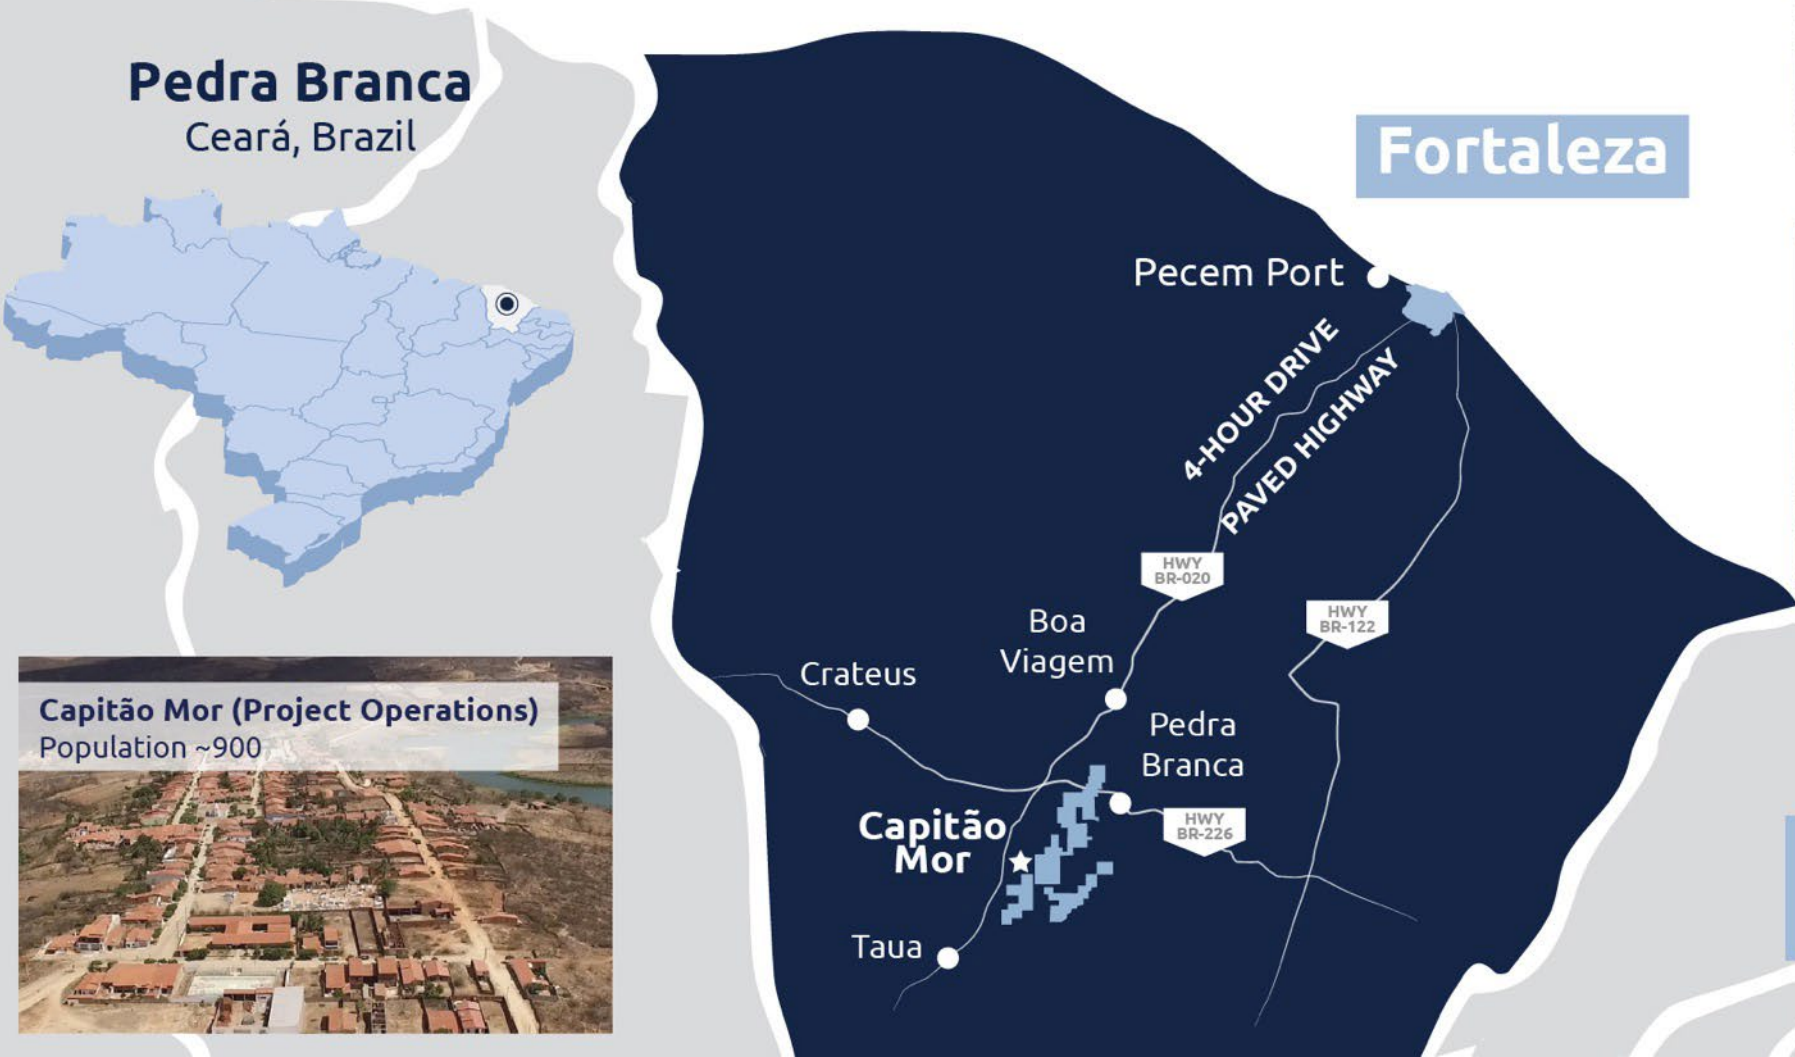 Pedra Branca
Ceará, Brazil
Fortaleza
Pecem Port
4-HOUR DRIVE
PAVED HIGHWAY
HWY
BR-020
HWY
BR-122
Boa
Viagem
Crateus
Pedra
Branca
Capitão Mor (Project Operations)
Population ~900
Capitão
Mor
HWY
BR-226
Taua